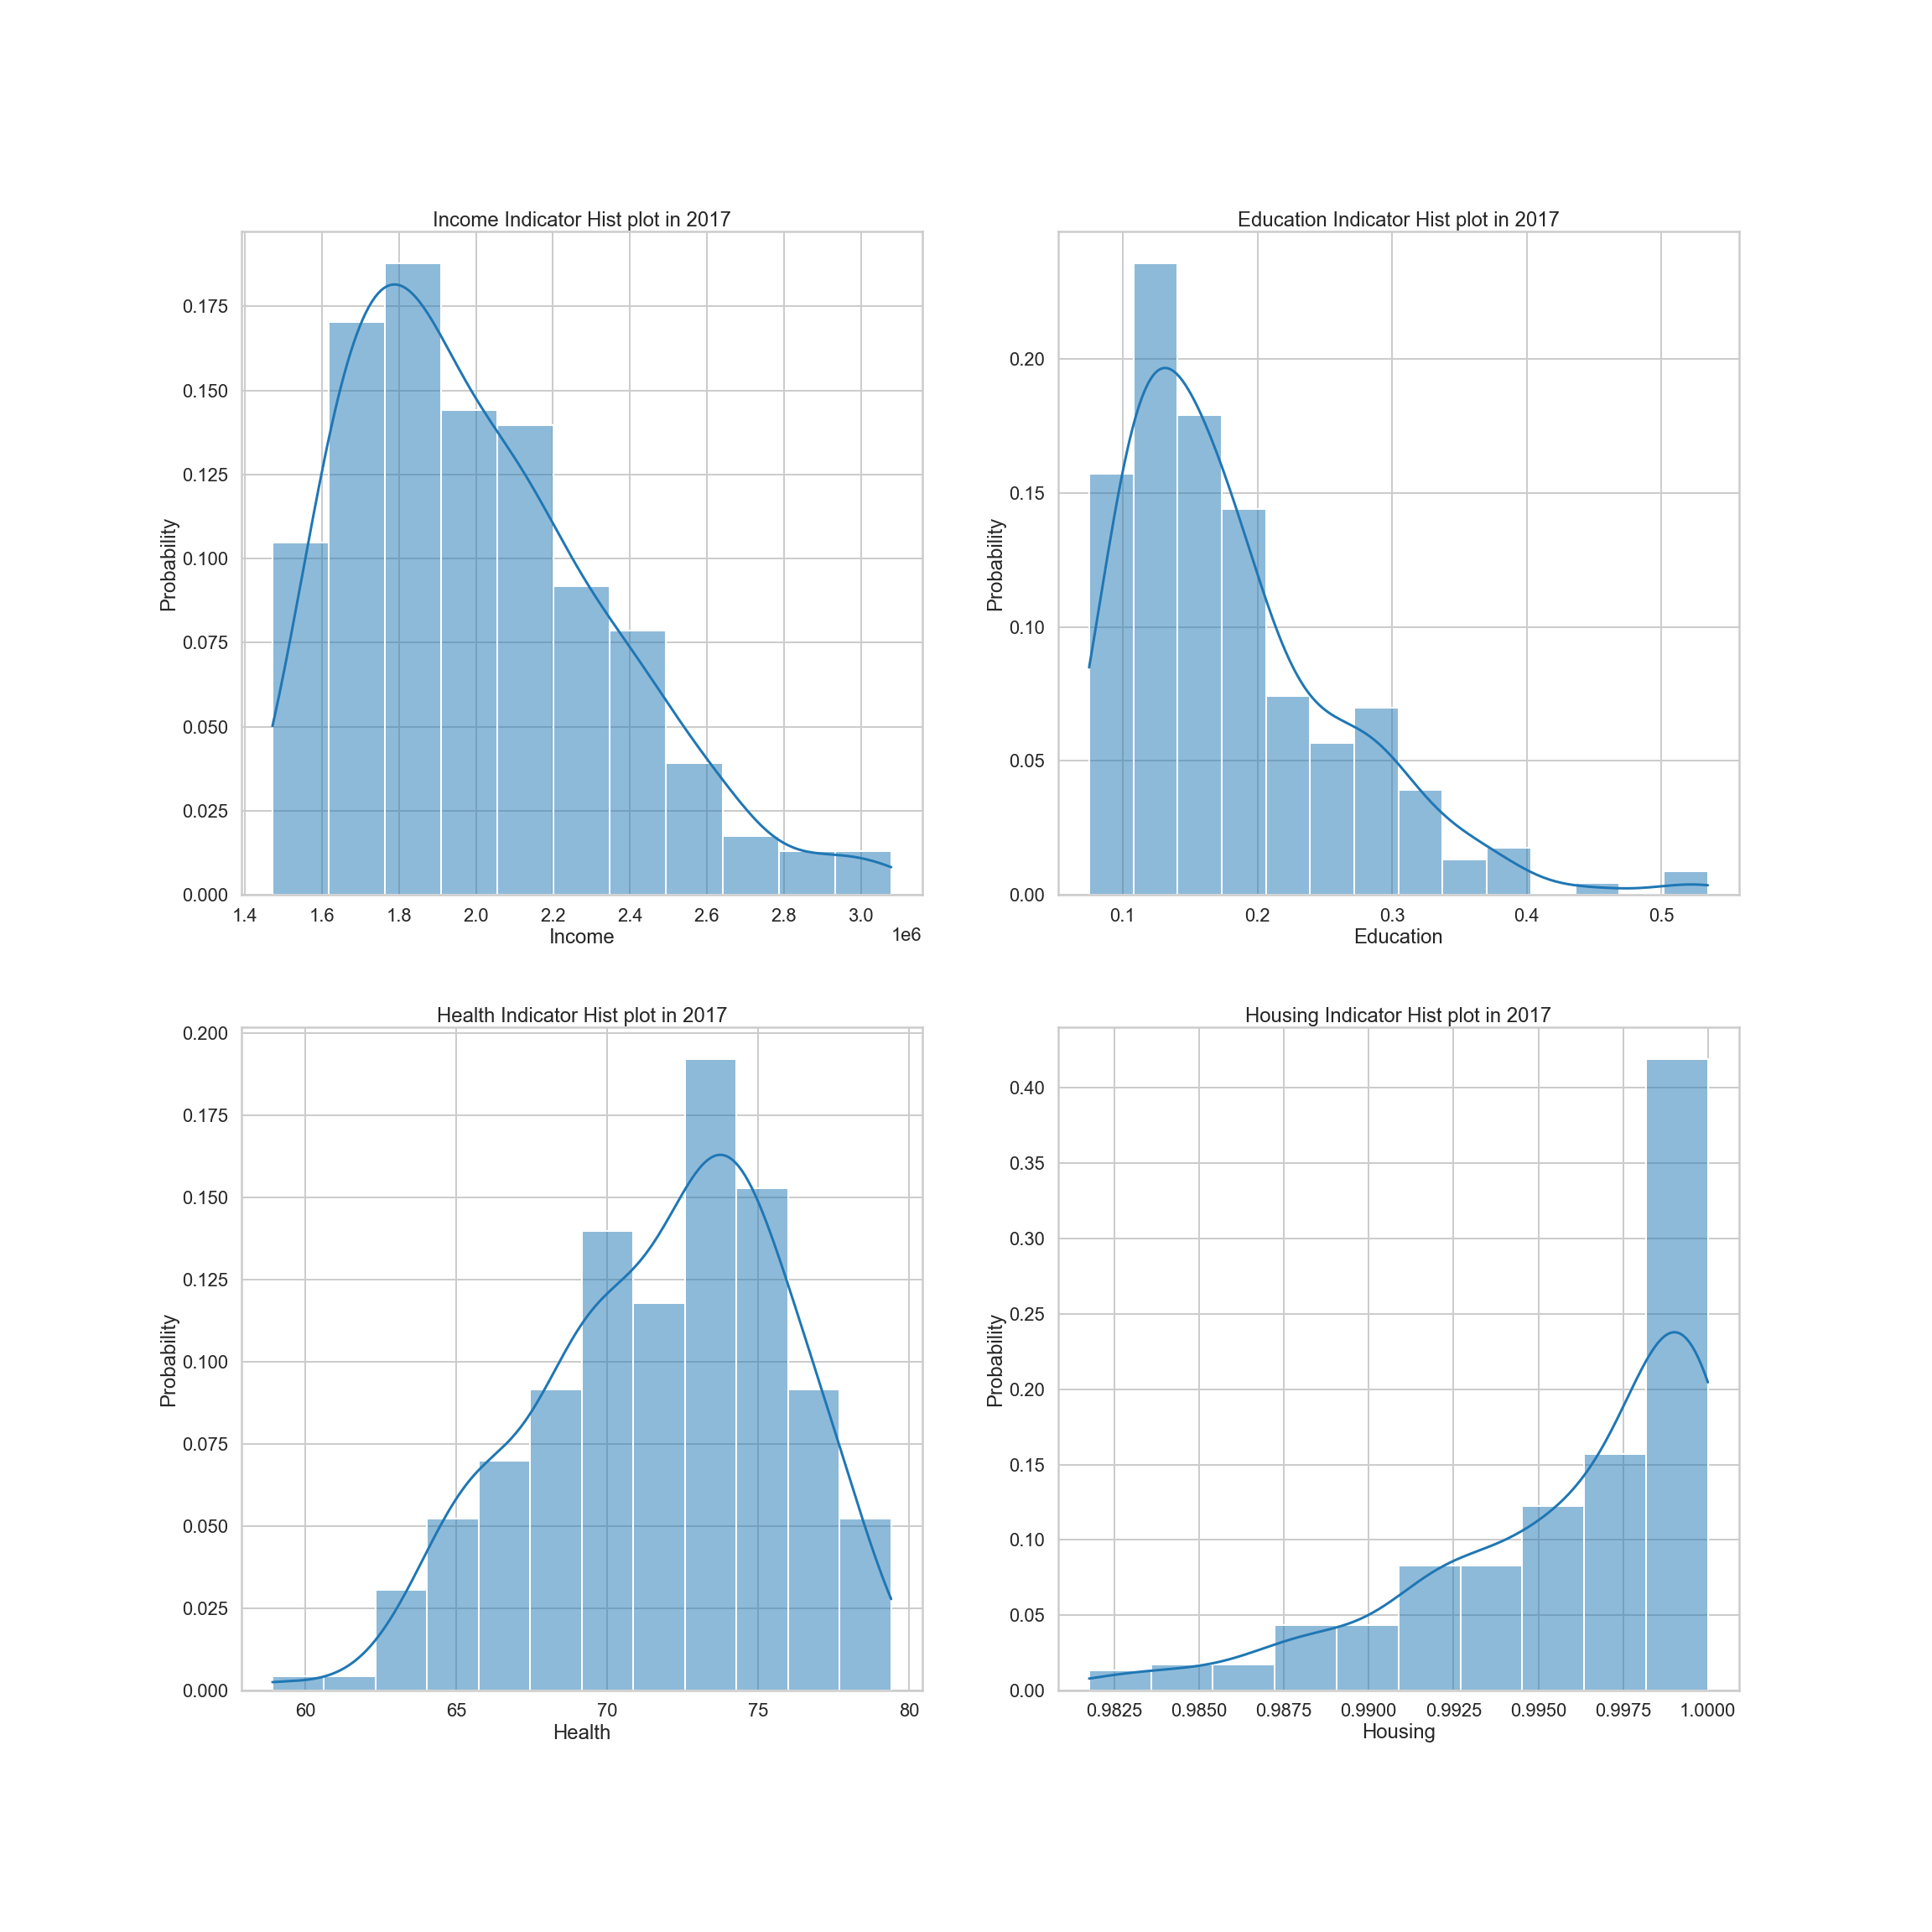 Income Indicator Hist plot in 2017
Probability
0.175
0.150
0.125
0.100
0.075
0.050
0.025
0.000
1.4 1.6 1.8 2.0 2.2 2.4 2.6 2.8 3.0
1e6
Income
Education Indicator Hist plot in 2017
Probability
0.20
0.15
0.10
0.05
0.00
0.1 0.2 0.3 0.4 0.5
Education
Health Indicator Hist plot in 2017
Probability
0.200
0.175
0.150
0.125
0.100
0.075
0.050
0.025
0.000
60 65 70 75 80
Health
Housing Indicator Hist plot in 2017
Probability
0.40
0.35
0.30
0.25
0.20
0.15
0.10
0.05
0.00
0.9825 0.9850 0.9875 0.9900 0.9925 0.9950 0.9975 1.0000
Housing